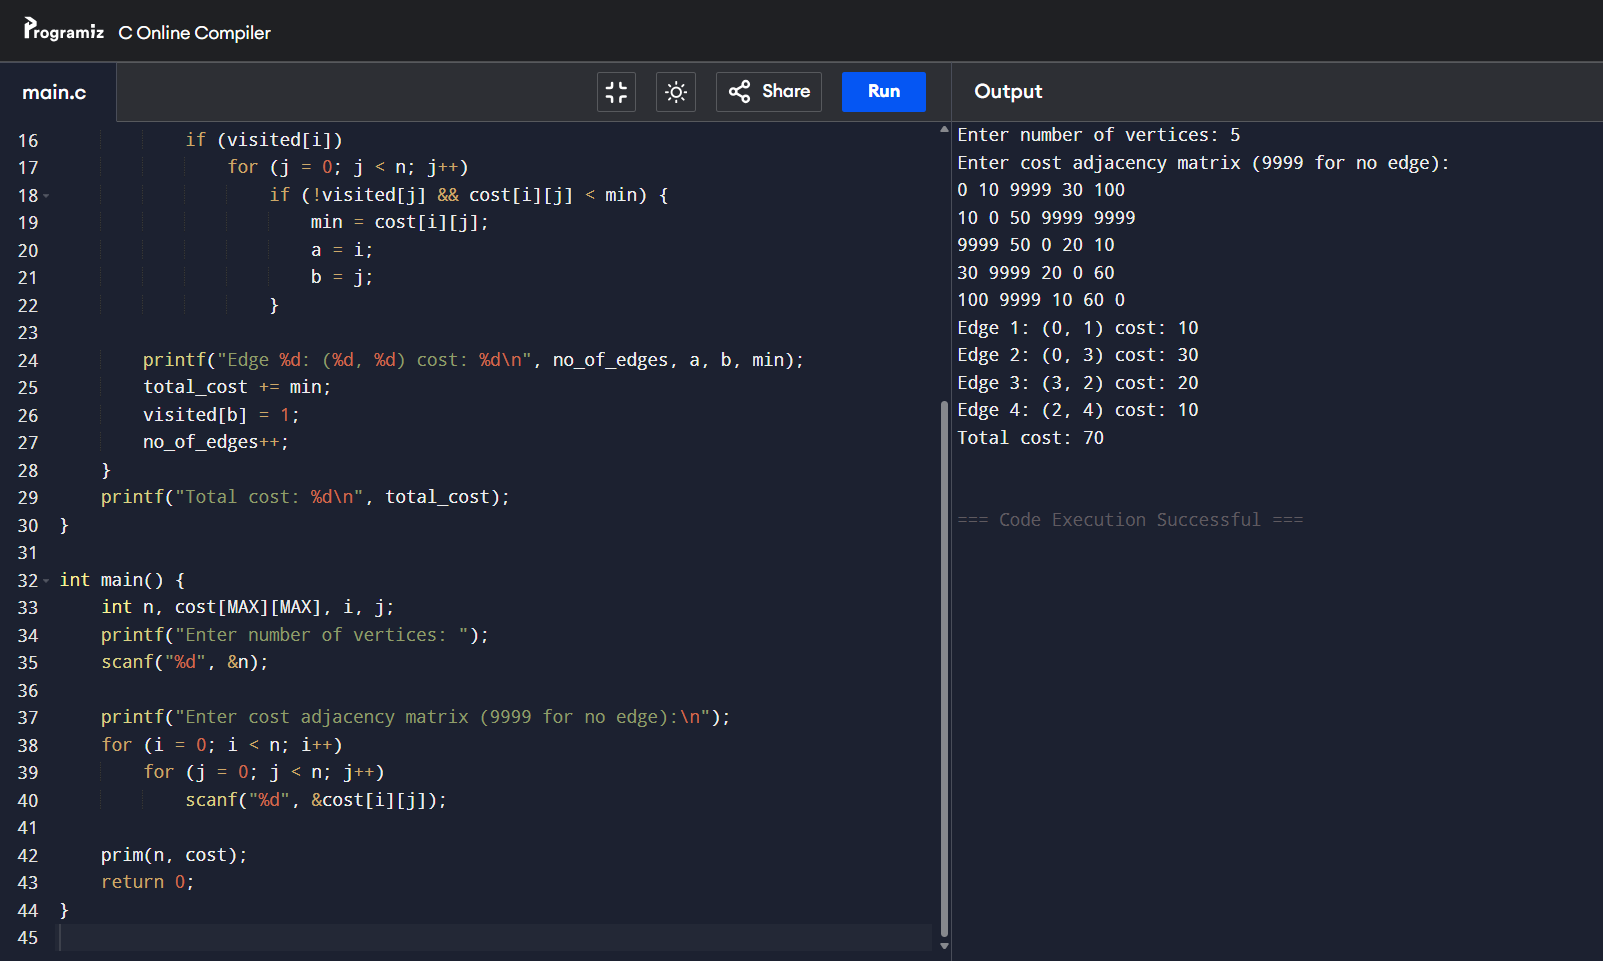 Programiz C Online Compiler
main.c
Share
Run
Output
16             if (visited[i])
17                 for (j = 0; j < n; j++)
18                     if (!visited[j] && cost[i][j] < min) {
19                         min = cost[i][j];
20                         a = i;
21                         b = j;
22                     }
23
24         printf("Edge %d: (%d, %d) cost: %d\n", no_of_edges, a, b, min);
25         total_cost += min;
26         visited[b] = 1;
27         no_of_edges++;
28     }
29     printf("Total cost: %d\n", total_cost);
30 }
31
32 int main() {
33     int n, cost[MAX][MAX], i, j;
34     printf("Enter number of vertices: ");
35     scanf("%d", &n);
36
37     printf("Enter cost adjacency matrix (9999 for no edge):\n");
38     for (i = 0; i < n; i++)
39         for (j = 0; j < n; j++)
40             scanf("%d", &cost[i][j]);
41
42     prim(n, cost);
43     return 0;
44 }
45
Enter number of vertices: 5
Enter cost adjacency matrix (9999 for no edge):
0 10 9999 30 100
10 0 50 9999 9999
9999 50 0 20 10
30 9999 20 0 60
100 9999 10 60 0
Edge 1: (0, 1) cost: 10
Edge 2: (0, 3) cost: 30
Edge 3: (3, 2) cost: 20
Edge 4: (2, 4) cost: 10
Total cost: 70
=== Code Execution Successful ===